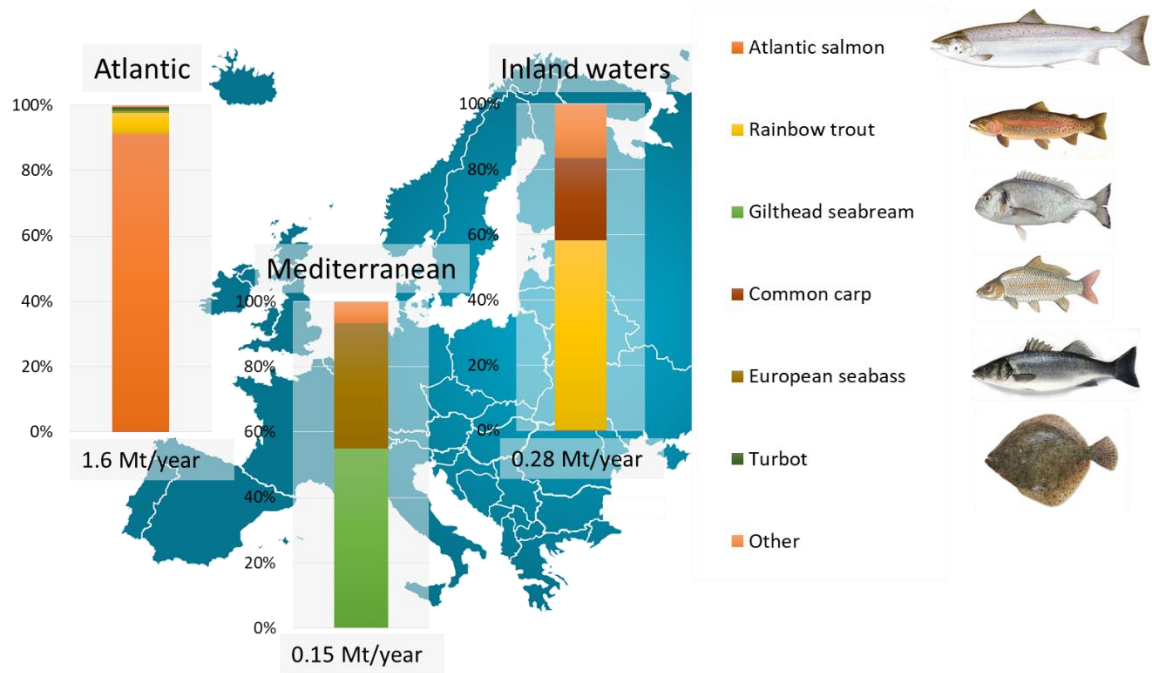 Atlantic
100%
80%
60%
40%
20%
0%
1.6 Mt/year
Mediterranean
100%
80%
60%
40%
20%
0%
0.15 Mt/year
Inland waters
100%
80%
60%
40%
20%
0%
0.28 Mt/year
Atlantic salmon
Rainbow trout
Gilthead seabream
Common carp
European seabass
Turbot
Other